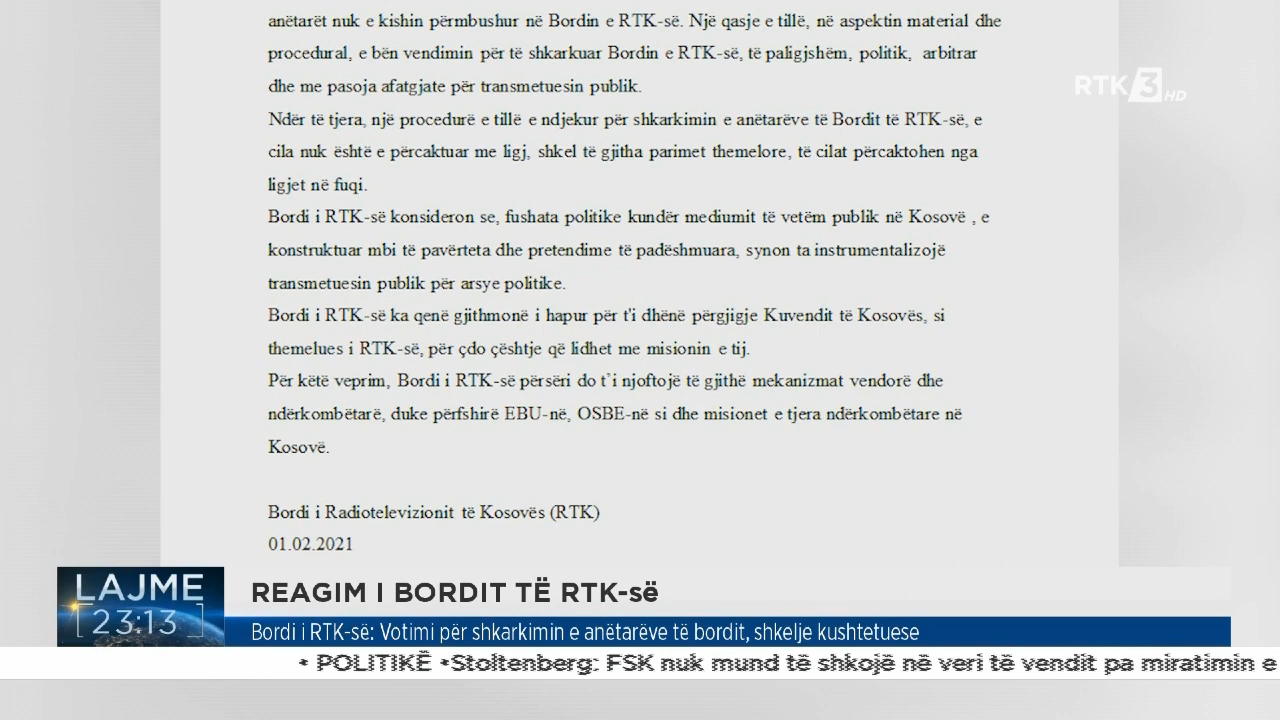 anëtarët nuk e kishin përmbushur në Bordin e RTK-së. Një qasje e tillë, në aspektin material dhe
procedural, e bën vendimin për të shkarkuar Bordin e RTK-së, të paligjshëm, politik, arbitrar
dhe me pasoja afatgjate për transmetuesin publik.
RTK 3 HD
Ndër të tjera, një procedurë e tillë e ndjekur për shkarkimin e anëtarëve të Bordit të RTK-së, e
cila nuk është e përcaktuar me ligj, shkel të gjitha parimet themelore, të cilat përcaktohen nga
ligjet në fuqi.
Bordi i RTK-së konsideron se, fushata politike kundër mediumit të vetëm publik në Kosovë , e
konstruktuar mbi të pavërteta dhe pretendime të padëshmuara, synon ta instrumentalizojë
transmetuesin publik për arsye politike.
Bordi i RTK-së ka qenë gjithmonë i hapur për t'i dhënë përgjigje Kuvendit të Kosovës, si
themelues i RTK-së, për çdo çështje që lidhet me misionin e tij.
Për këtë veprim, Bordi i RTK-së përsëri do t'i njoftojë të gjithë mekanizmat vendorë dhe
ndërkombëtarë, duke përfshirë EBU-në, OSBE-në si dhe misionet e tjera ndërkombëtare në
Kosovë.
Bordi i Radiotelevizionit të Kosovës (RTK)
01.02.2021
LAJME
23:13
REAGIM I BORDIT TË RTK-së
Bordi i RTK-së: Votimi për shkarkimin e anëtarëve të bordit, shkelje kushtetuese
• POLITIKË •Stoltenberg: FSK nuk mund të shkojë në veri të vendit pa miratimin e